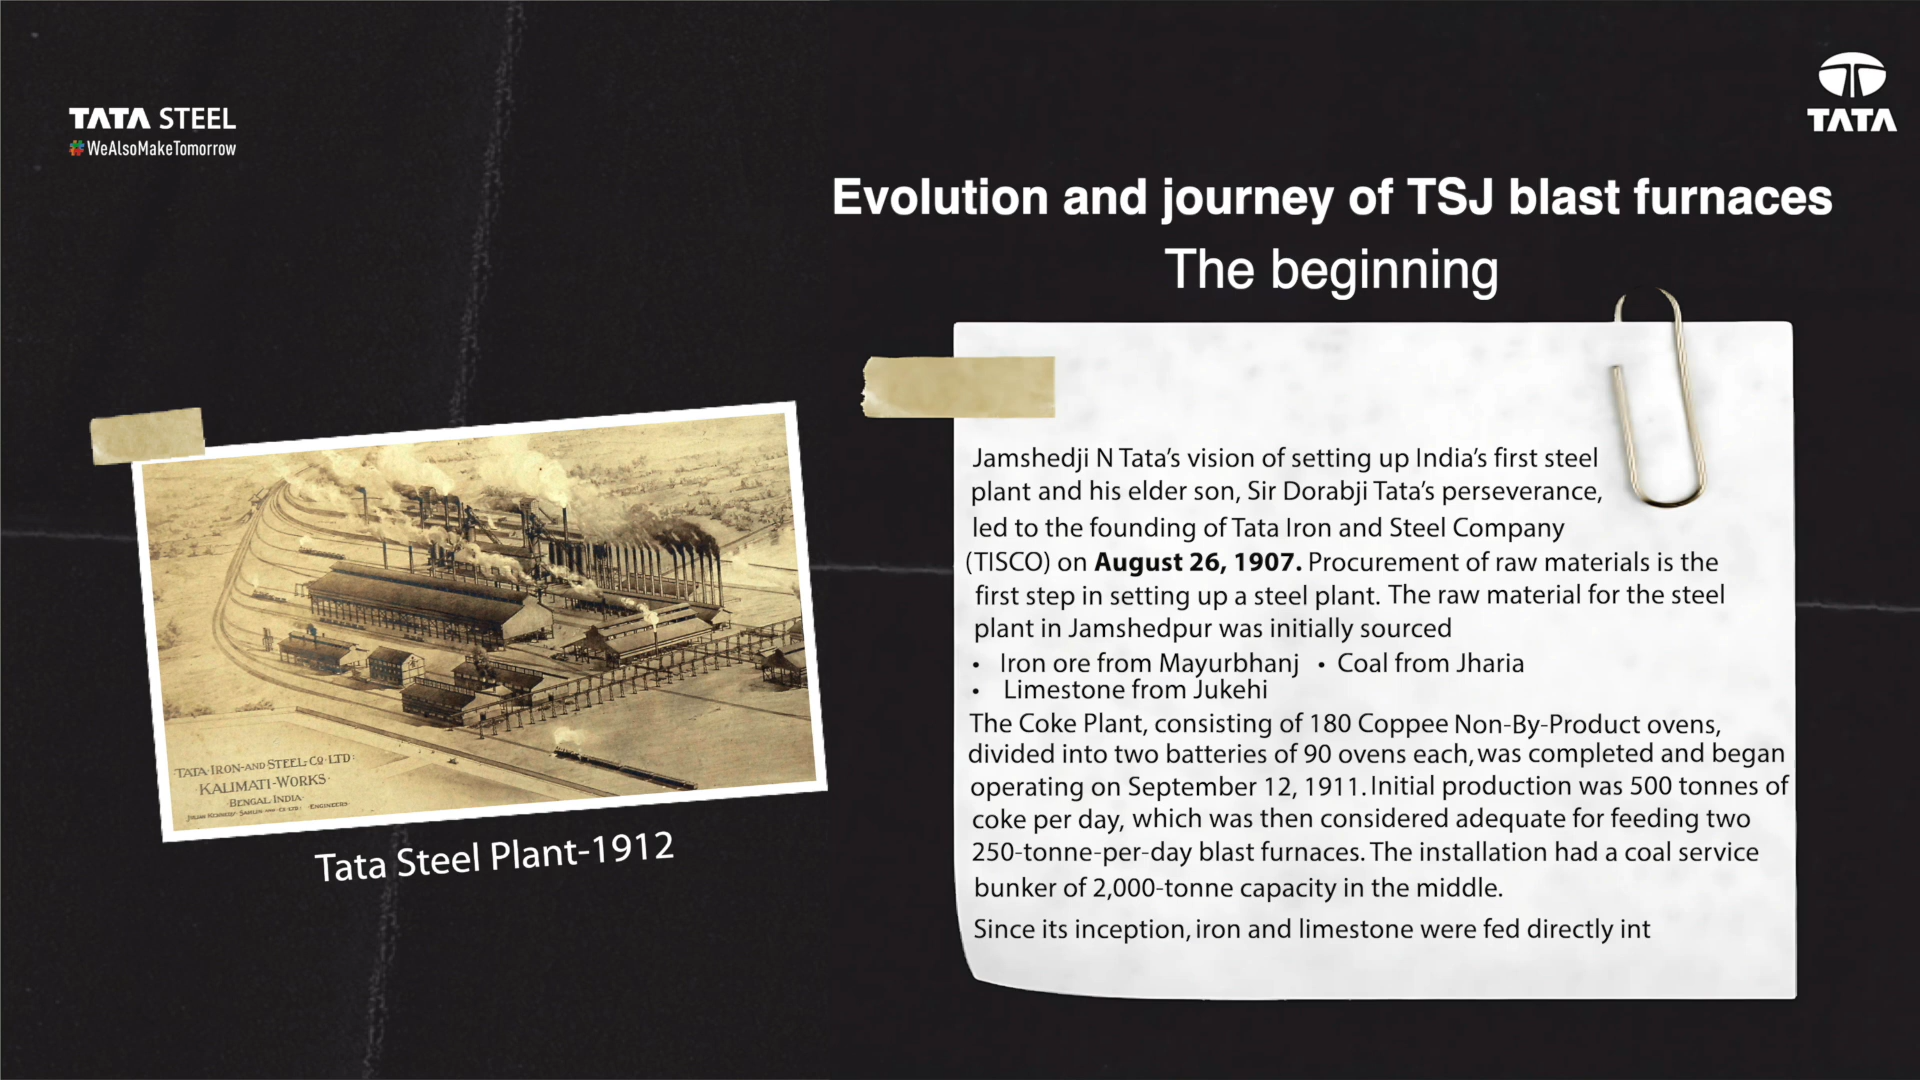 TATA STEEL
#WeAlsoMakeTomorrow
TATA
Evolution and journey of TSJ blast furnaces
The beginning
Jamshedji N Tata's vision of setting up India's first steel
plant and his elder son, Sir Dorabji Tata's perseverance,
led to the founding of Tata Iron and Steel Company
(TISCO) on August 26, 1907. Procurement of raw materials is the
first step in setting up a steel plant. The raw material for the steel
plant in Jamshedpur was initially sourced
• Iron ore from Mayurbhanj • Coal from Jharia
• Limestone from Jukehi
The Coke Plant, consisting of 180 Coppee Non-By-Product ovens,
divided into two batteries of 90 ovens each, was completed and began
operating on September 12, 1911. Initial production was 500 tonnes of
coke per day, which was then considered adequate for feeding two
250-tonne-per-day blast furnaces. The installation had a coal service
bunker of 2,000-tonne capacity in the middle.
Since its inception, iron and limestone were fed directly int
TATA·IRON·AND STEEL·CO·LTD·
KALIMATI·WORKS·
BENGAL INDIA·
JULIAN KENNEDY SAHLIN AND CO LTD: ENGINEERS·
Tata Steel Plant-1912